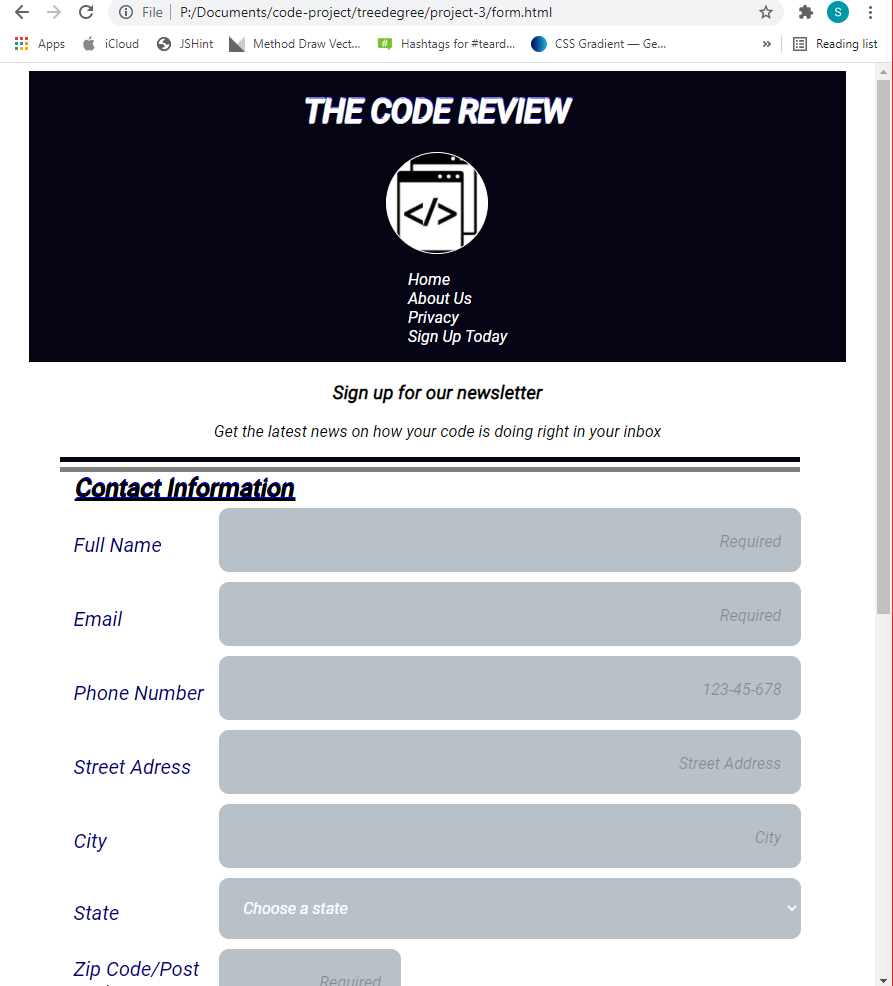 File
P:/Documents/code-project/treedegree/project-3/form.html
S
Apps
iCloud
JSHint
Method Draw Vect...
#
Hashtags for #teard...
CSS Gradient — Ge...
»
Reading list
THE CODE REVIEW
</>
Home
About Us
Privacy
Sign Up Today
Sign up for our newsletter
Get the latest news on how your code is doing right in your inbox
Contact Information
Full Name
Required
Email
Required
Phone Number
123-45-678
Street Adress
Street Address
City
City
State
Choose a state
Zip Code/Post
Required